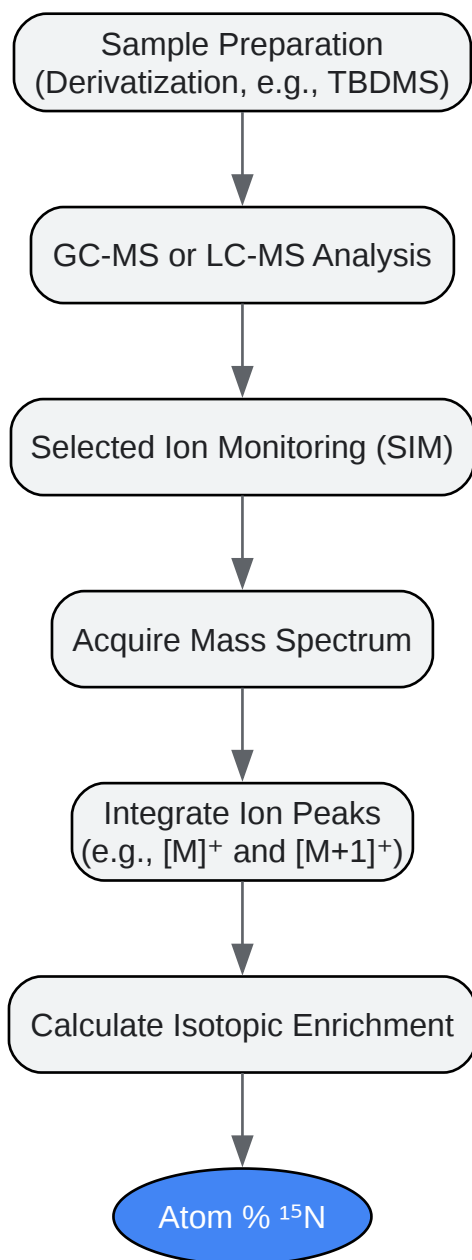 Sample Preparation
(Derivatization, e.g., TBDMS)
GC-MS or LC-MS Analysis
Selected Ion Monitoring (SIM)
Acquire Mass Spectrum
Integrate Ion Peaks
(e.g., [M]⁺ and [M+1]⁺)
Calculate Isotopic Enrichment
Atom % ¹⁵N